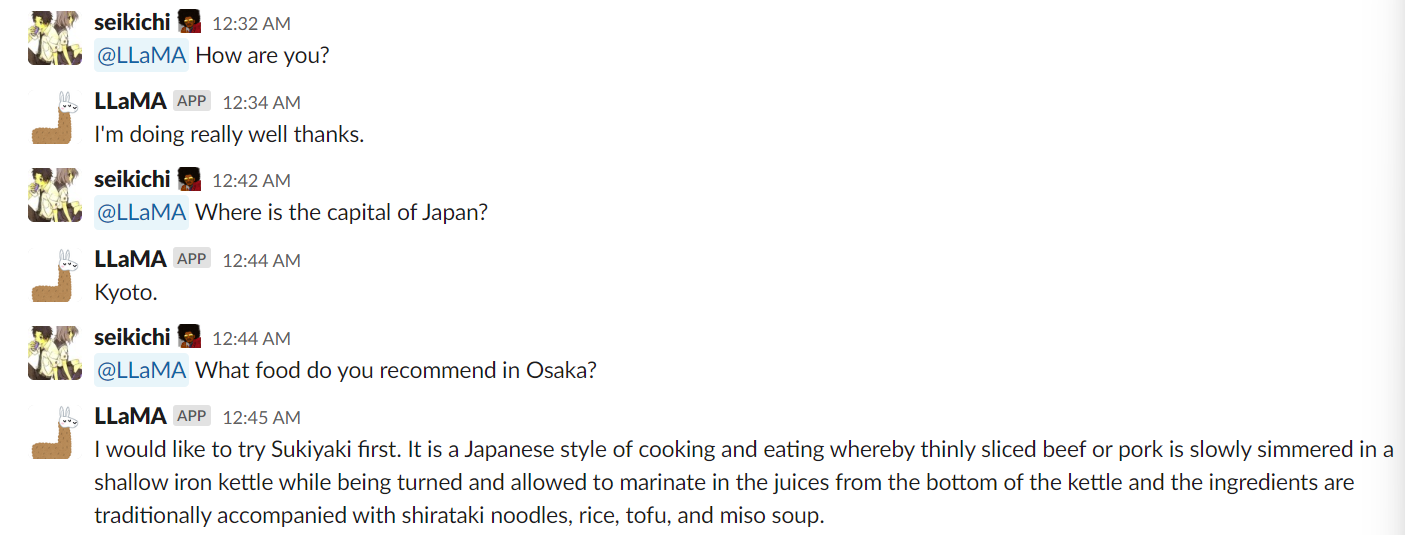 seikichi 12:32 AM
@LLaMA How are you?
LLaMA APP 12:34 AM
I'm doing really well thanks.
seikichi 12:42 AM
@LLaMA Where is the capital of Japan?
LLaMA APP 12:44 AM
Kyoto.
seikichi 12:44 AM
@LLaMA What food do you recommend in Osaka?
LLaMA APP 12:45 AM
I would like to try Sukiyaki first. It is a Japanese style of cooking and eating whereby thinly sliced beef or pork is slowly simmered in a
shallow iron kettle while being turned and allowed to marinate in the juices from the bottom of the kettle and the ingredients are
traditionally accompanied with shirataki noodles, rice, tofu, and miso soup.